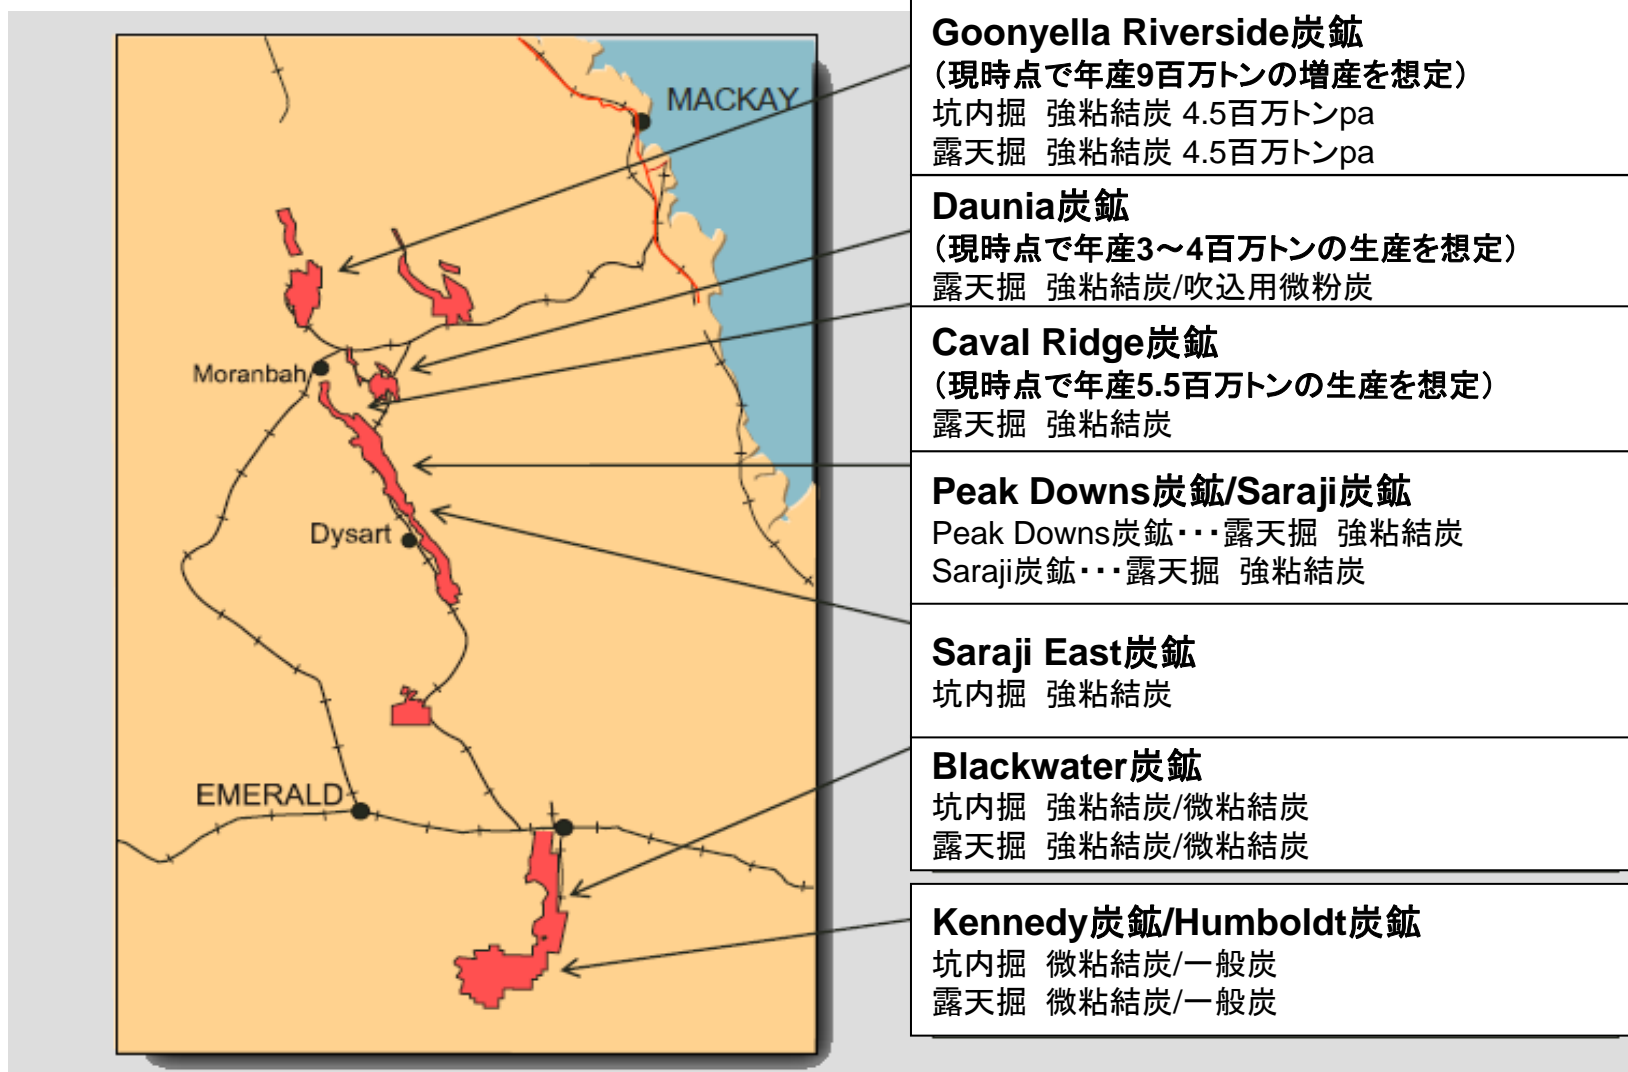 MACKAY
Moranbah
Dysart
EMERALD
Goonyella Riverside炭鉱
（現時点で年産9百万トンの増産を想定）
坑内掘 強粘結炭 4.5百万トンpa
露天掘 強粘結炭 4.5百万トンpa
Daunia炭鉱
（現時点で年産3～4百万トンの生産を想定）
露天掘 強粘結炭/吹込用微粉炭
Caval Ridge炭鉱
（現時点で年産5.5百万トンの生産を想定）
露天掘 強粘結炭
Peak Downs炭鉱/Saraji炭鉱
Peak Downs炭鉱・・・露天掘 強粘結炭
Saraji炭鉱・・・露天掘 強粘結炭
Saraji East炭鉱
坑内掘 強粘結炭
Blackwater炭鉱
坑内掘 強粘結炭/微粘結炭
露天掘 強粘結炭/微粘結炭
Kennedy炭鉱/Humboldt炭鉱
坑内掘 微粘結炭/一般炭
露天掘 微粘結炭/一般炭